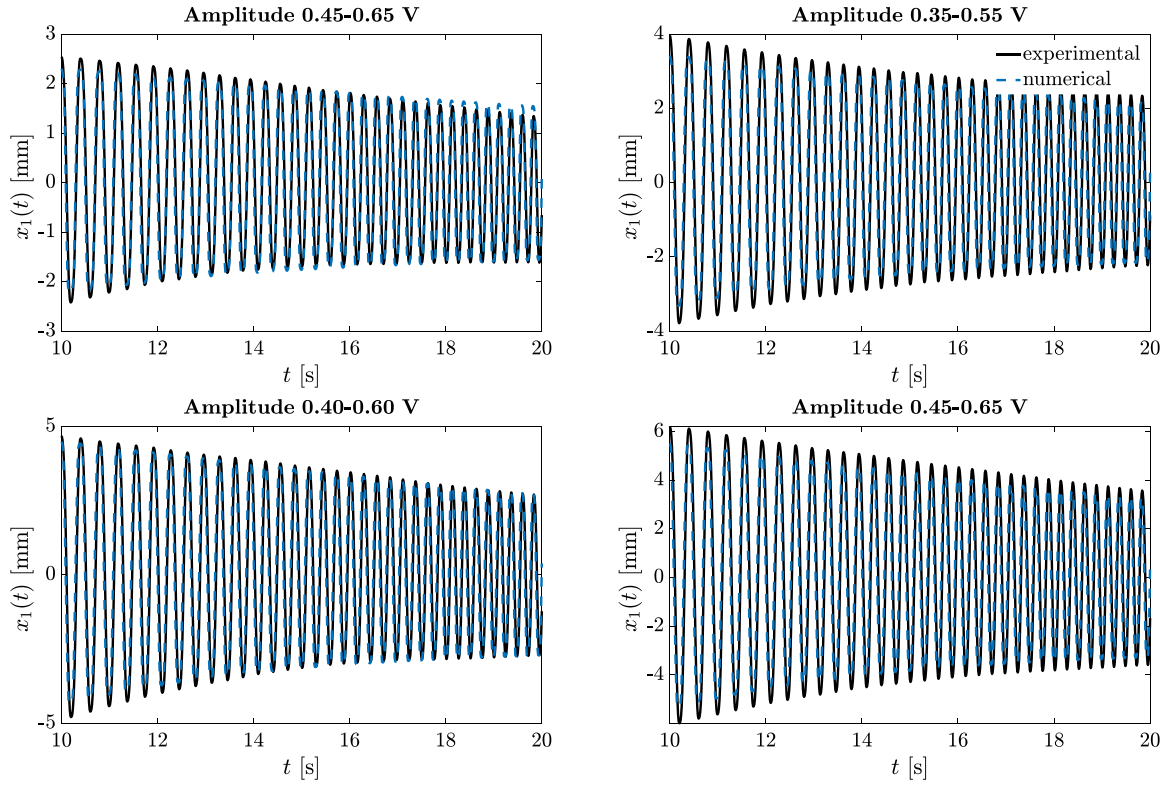 Amplitude 0.45-0.65 V
3
2
1
0
-1
-2
-3
x₁(t) [mm]
10 12 14 16 18 20
t [s]
Amplitude 0.35-0.55 V
4
2
0
-2
-4
x₁(t) [mm]
experimental
numerical
10 12 14 16 18 20
t [s]
Amplitude 0.40-0.60 V
5
0
-5
x₁(t) [mm]
10 12 14 16 18 20
t [s]
Amplitude 0.45-0.65 V
6
4
2
0
-2
-4
x₁(t) [mm]
10 12 14 16 18 20
t [s]